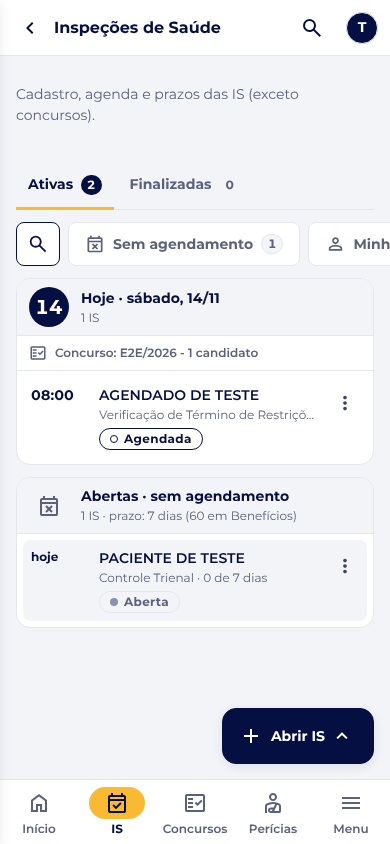 Inspeções de Saúde
T
Cadastro, agenda e prazos das IS (exceto
concursos).
Ativas 2 Finalizadas 0
Sem agendamento 1 Minh
14 Hoje · sábado, 14/11
1 IS
Concurso: E2E/2026 - 1 candidato
08:00 AGENDADO DE TESTE
Verificação de Término de Restriçõ...
Agendada
Abertas · sem agendamento
1 IS · prazo: 7 dias (60 em Benefícios)
hoje PACIENTE DE TESTE
Controle Trienal · 0 de 7 dias
Aberta
Abrir IS
Início IS Concursos Perícias Menu